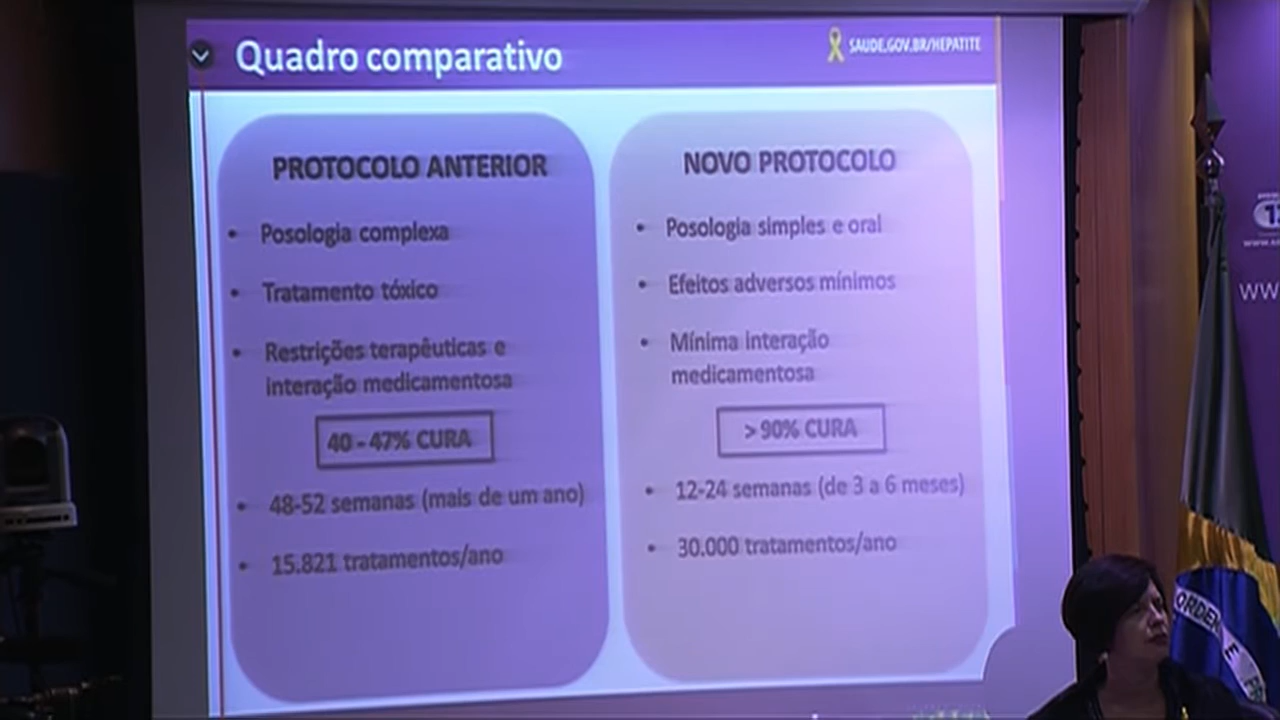 Quadro comparativo
SAUDE.GOV.BR/HEPATITE
PROTOCOLO ANTERIOR
• Posologia complexa
• Tratamento tóxico
• Restrições terapêuticas e
interação medicamentosa
40 - 47% CURA
• 48-52 semanas (mais de um ano)
• 15.821 tratamentos/ano
NOVO PROTOCOLO
• Posologia simples e oral
• Efeitos adversos mínimos
• Mínima interação
medicamentosa
> 90% CURA
• 12-24 semanas (de 3 a 6 meses)
• 30.000 tratamentos/ano
ORDEM E